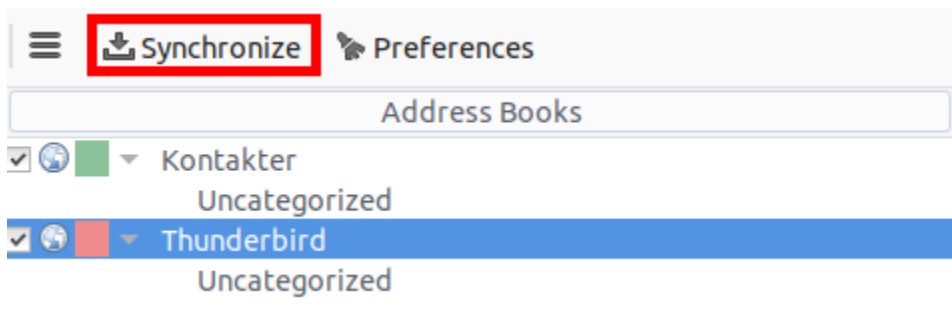 Synchronize Preferences
Address Books
Kontakter
Uncategorized
Thunderbird
Uncategorized